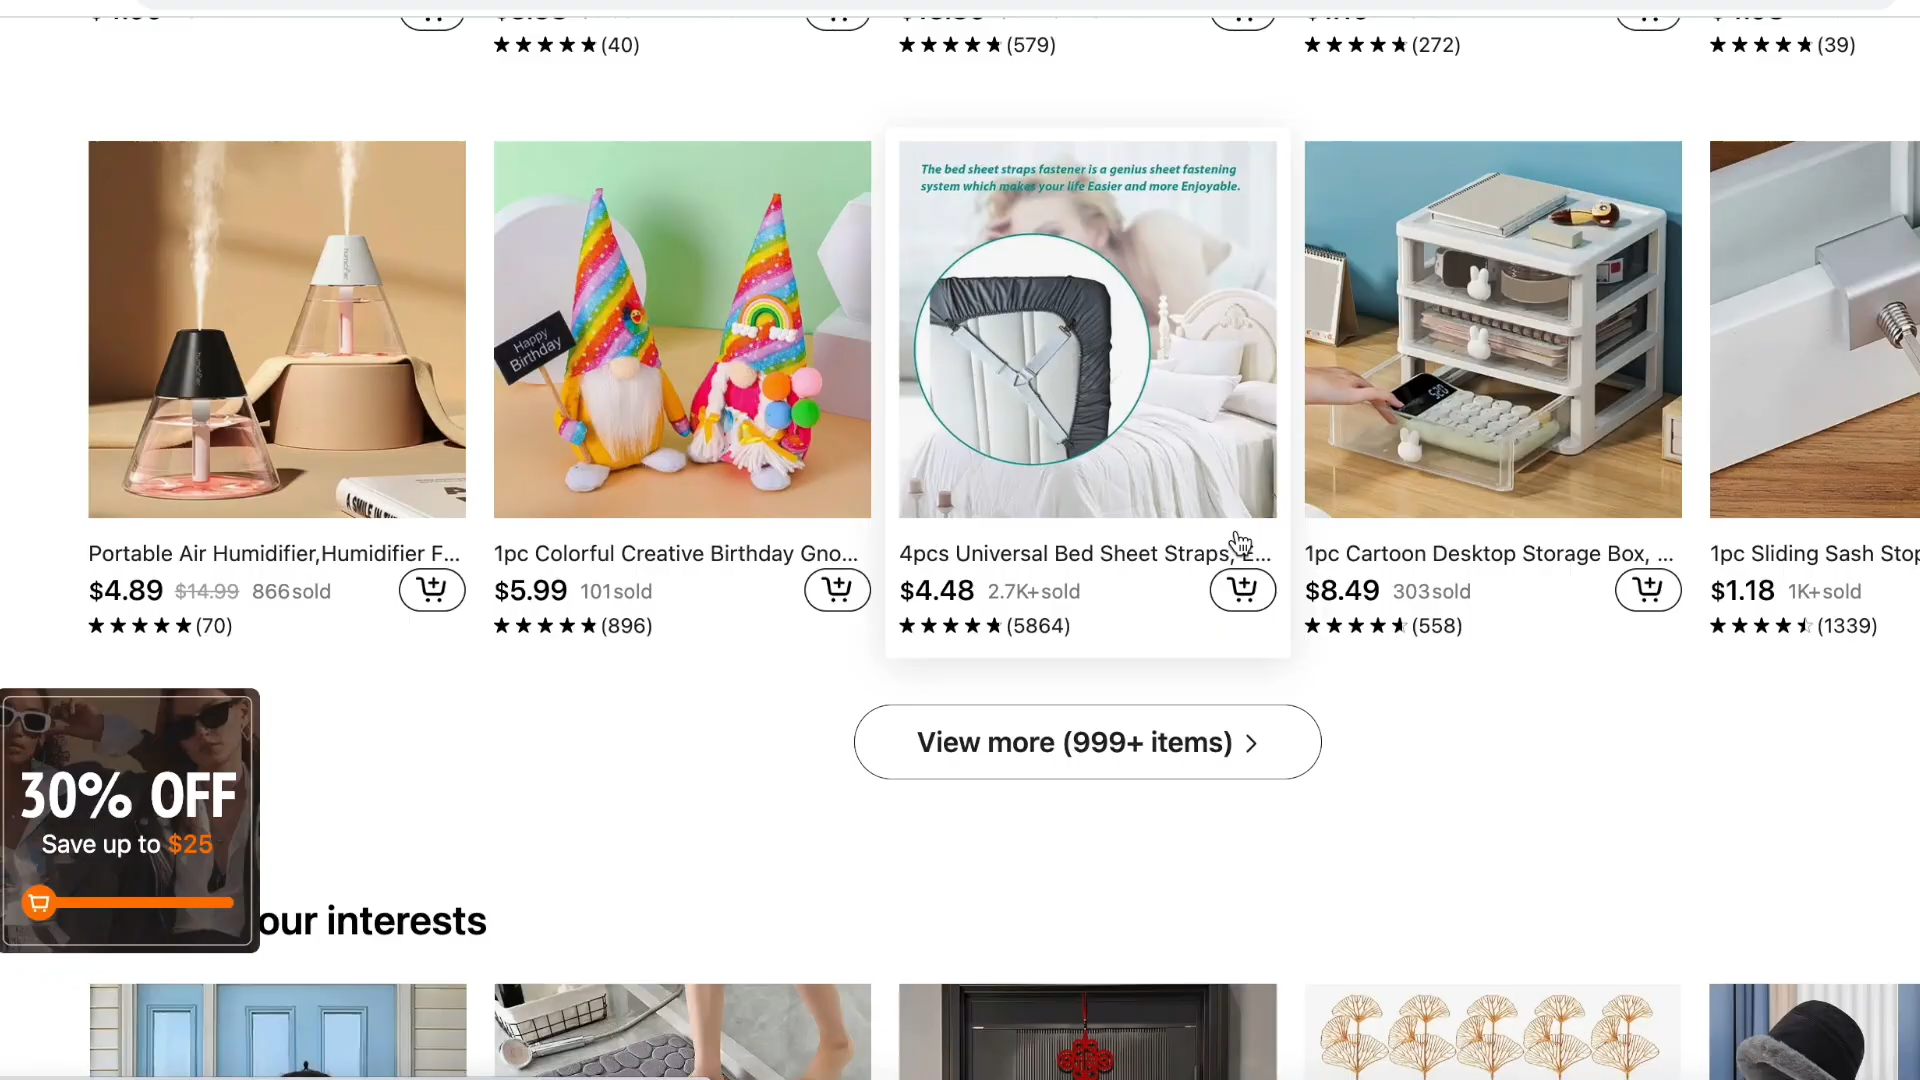 (40)
(579)
(272)
(39)
The bed sheet straps fastener is a genius sheet fastening
system which makes your life Easier and more Enjoyable.
Happy
Birthday
Portable Air Humidifier,Humidifier F...
$4.89 $14.99 866sold
(70)
1pc Colorful Creative Birthday Gno...
$5.99 101sold
(896)
4pcs Universal Bed Sheet Straps, E...
$4.48 2.7K+sold
(5864)
1pc Cartoon Desktop Storage Box, ...
$8.49 303sold
(558)
1pc Sliding Sash Stop
$1.18 1K+sold
(1339)
View more (999+ items)
30% OFF
Save up to $25
our interests